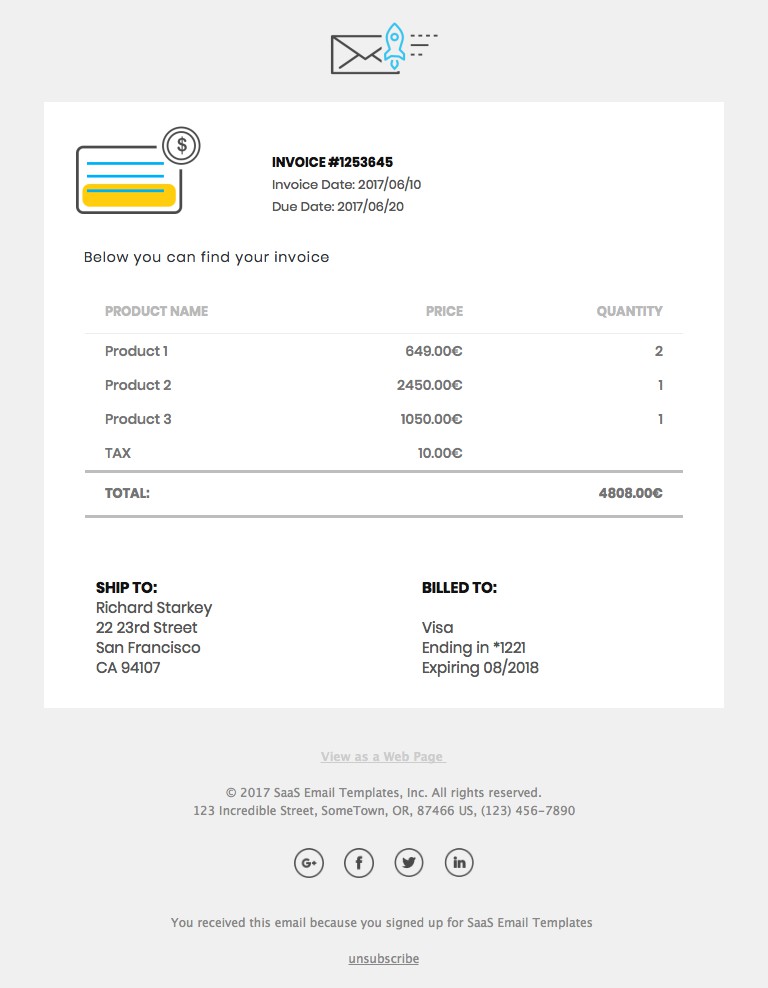 $
INVOICE #1253645
Invoice Date: 2017/06/10
Due Date: 2017/06/20
Below you can find your invoice
PRODUCT NAME PRICE QUANTITY
Product 1 649.00€ 2
Product 2 2450.00€ 1
Product 3 1050.00€ 1
TAX 10.00€
TOTAL: 4808.00€
SHIP TO:
Richard Starkey
22 23rd Street
San Francisco
CA 94107
BILLED TO:
Visa
Ending in *1221
Expiring 08/2018
View as a Web Page
© 2017 SaaS Email Templates, Inc. All rights reserved.
123 Incredible Street, SomeTown, OR, 87466 US, (123) 456-7890
G+ f in
You received this email because you signed up for SaaS Email Templates
unsubscribe